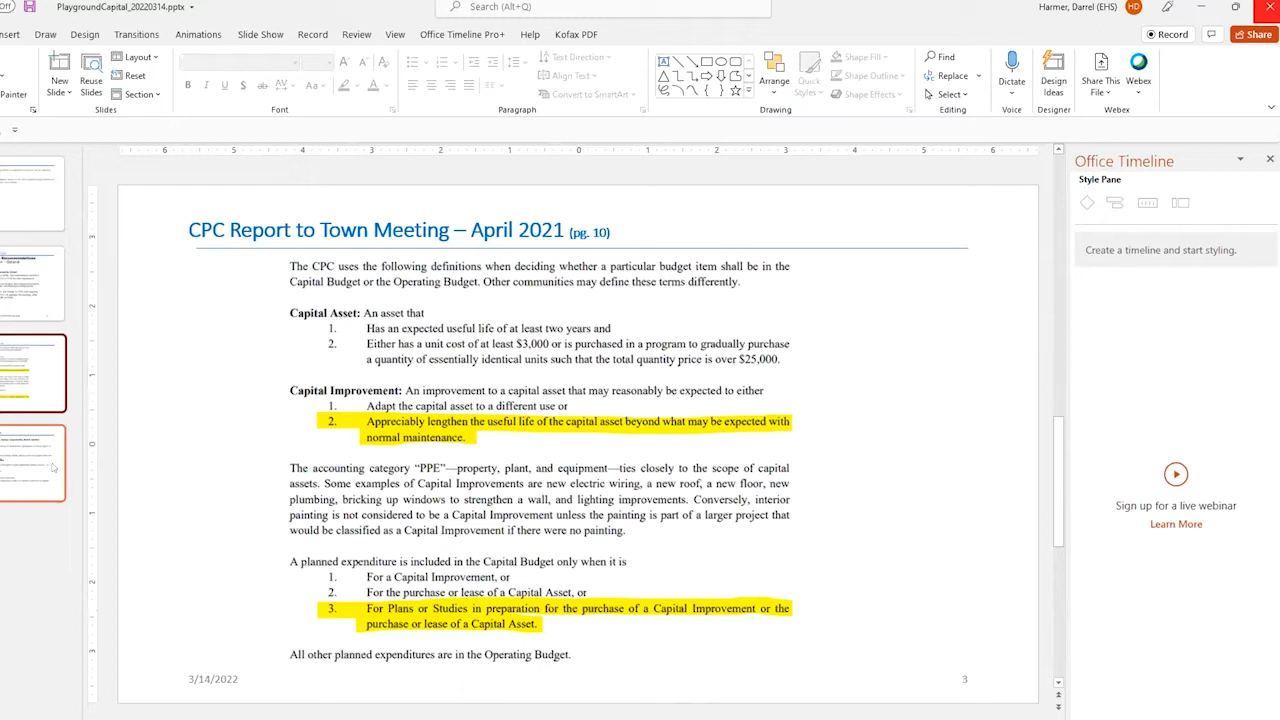 Off
PlaygroundCapital_20220314.pptx
Search (Alt+Q)
Harmer, Darrel (EHS)
HD
nsert
Draw
Design
Transitions
Animations
Slide Show
Record
Review
View
Office Timeline Pro+
Help
Kofax PDF
Record
Share
Painter
New
Slide
Reuse
Slides
Layout
Reset
Section
Slides
Font
Text Direction
Align Text
Convert to SmartArt
Paragraph
Arrange
Quick
Styles
Shape Fill
Shape Outline
Shape Effects
Drawing
Find
Replace
Select
Editing
Dictate
Voice
Design
Ideas
Designer
Share This
File
Webex
Webex
6 5 4 3 2 1 0 1 2 3 4 5 6
CPC Report to Town Meeting – April 2021 (pg. 10)
The CPC uses the following definitions when deciding whether a particular budget item shall be in the
Capital Budget or the Operating Budget. Other communities may define these terms differently.
Capital Asset: An asset that
1. Has an expected useful life of at least two years and
2. Either has a unit cost of at least $3,000 or is purchased in a program to gradually purchase
a quantity of essentially identical units such that the total quantity price is over $25,000.
Capital Improvement: An improvement to a capital asset that may reasonably be expected to either
1. Adapt the capital asset to a different use or
2. Appreciably lengthen the useful life of the capital asset beyond what may be expected with
normal maintenance.
The accounting category “PPE”—property, plant, and equipment—ties closely to the scope of capital
assets. Some examples of Capital Improvements are new electric wiring, a new roof, a new floor, new
plumbing, bricking up windows to strengthen a wall, and lighting improvements. Conversely, interior
painting is not considered to be a Capital Improvement unless the painting is part of a larger project that
would be classified as a Capital Improvement if there were no painting.
A planned expenditure is included in the Capital Budget only when it is
1. For a Capital Improvement, or
2. For the purchase or lease of a Capital Asset, or
3. For Plans or Studies in preparation for the purchase of a Capital Improvement or the
purchase or lease of a Capital Asset.
All other planned expenditures are in the Operating Budget.
3/14/2022
3
Office Timeline
Style Pane
Create a timeline and start styling.
Sign up for a live webinar
Learn More